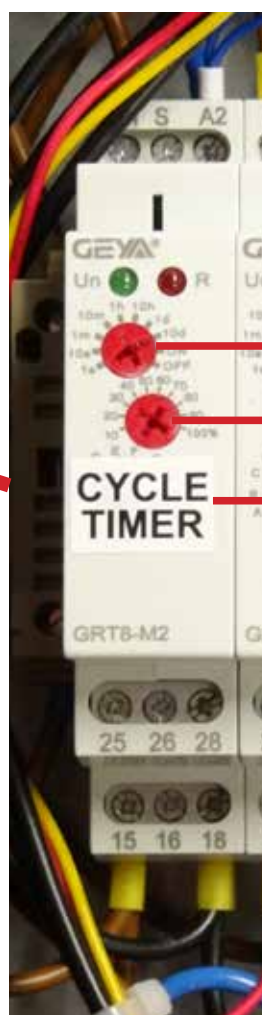 S A2
GEYA
Un R
1h 10h
10m 1d
1m 10d
10s ON
1s OFF
40 50 60 70
30 80
20 90
10 100%
CYCLE
TIMER
GRT8-M2
25 26 28
15 16 18